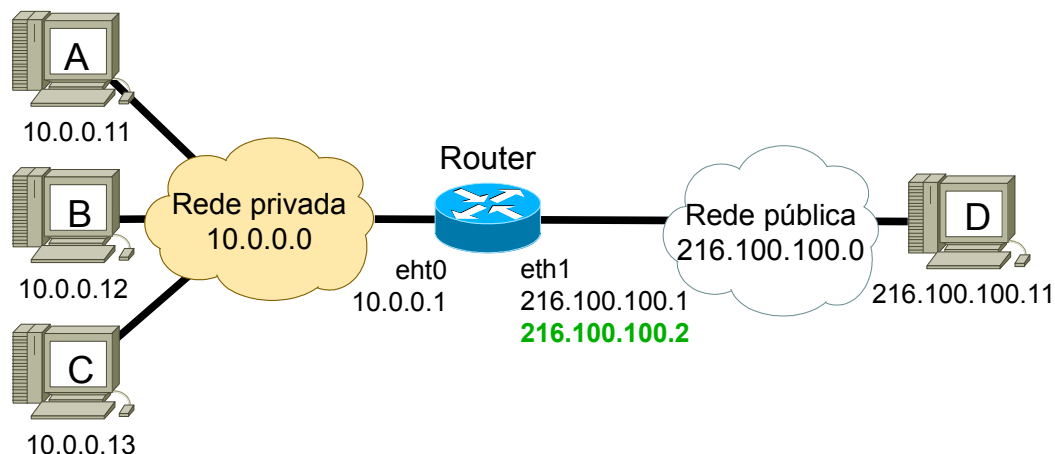 A
10.0.0.11
B
10.0.0.12
C
10.0.0.13
Rede privada
10.0.0.0
Router
eht0
10.0.0.1
eth1
216.100.100.1
216.100.100.2
Rede pública
216.100.100.0
D
216.100.100.11